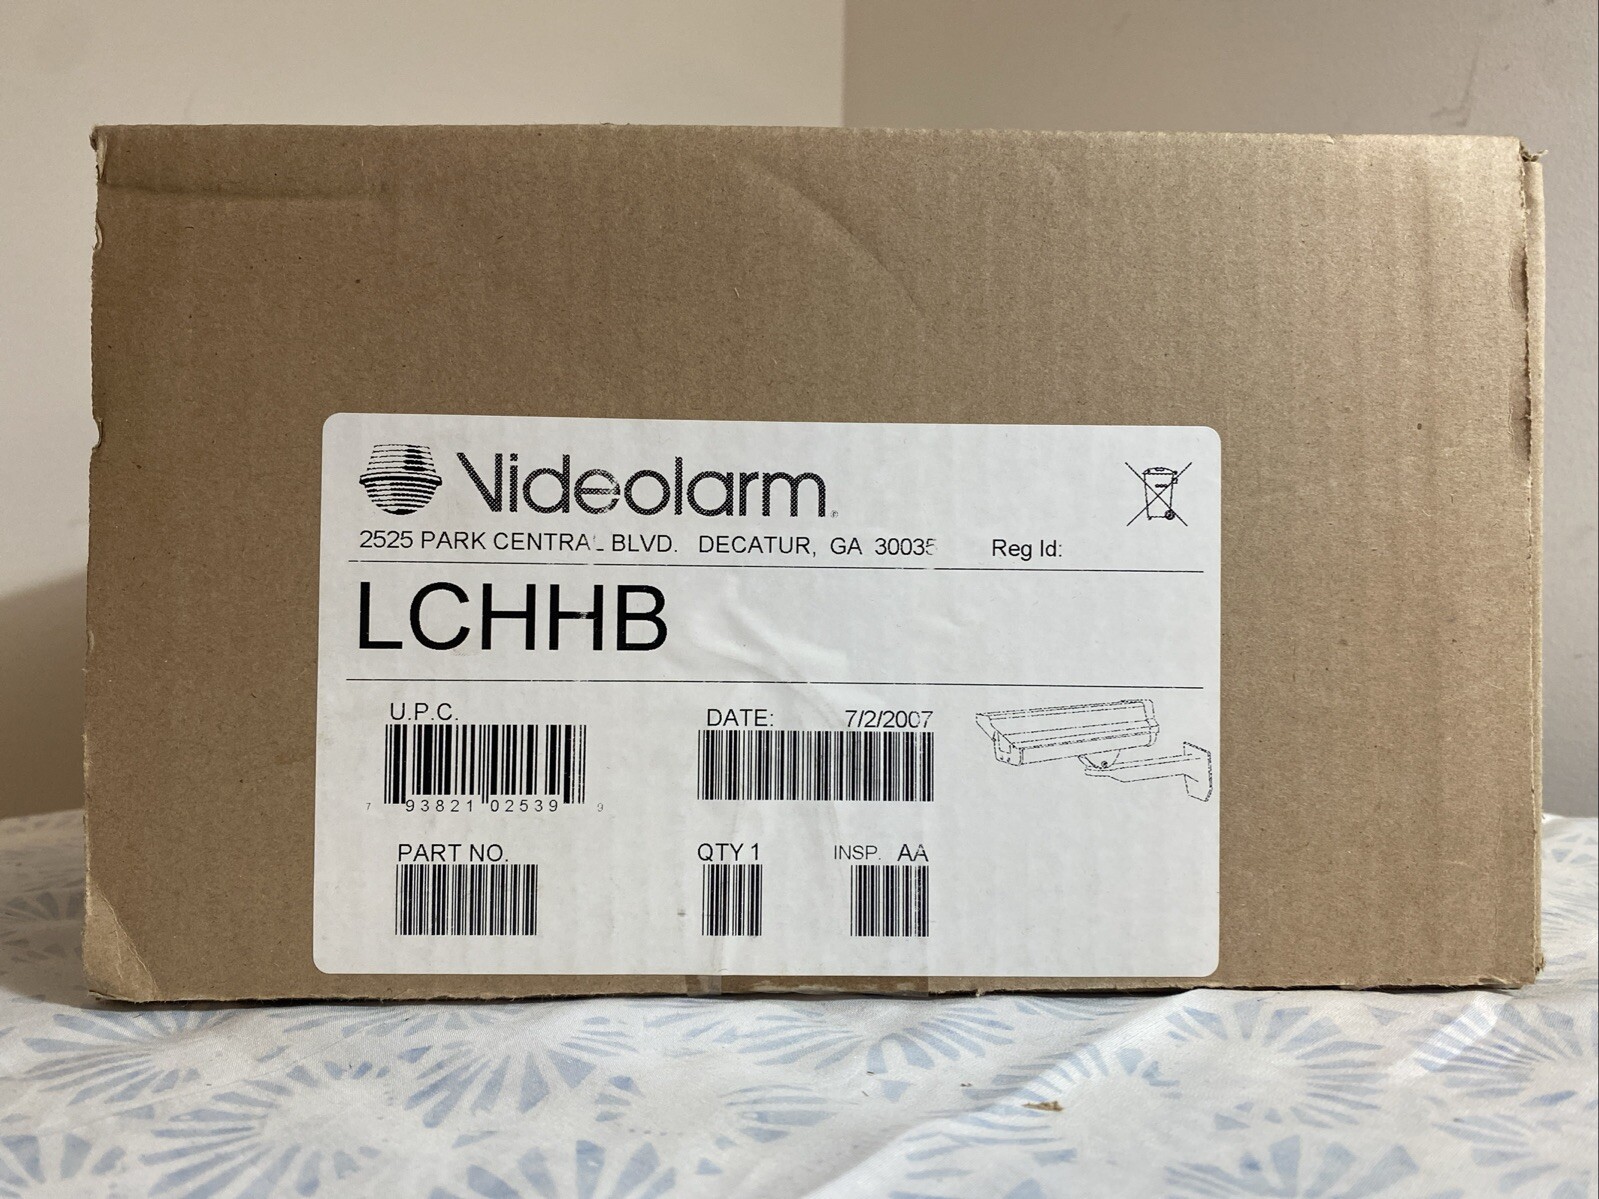 Videolarm
2525 PARK CENTRAL BLVD. DECATUR, GA 30035 Reg Id:
LCHHB
U.P.C.
7 93821 02539 9
DATE: 7/2/2007
PART NO.
QTY 1 INSP. AA